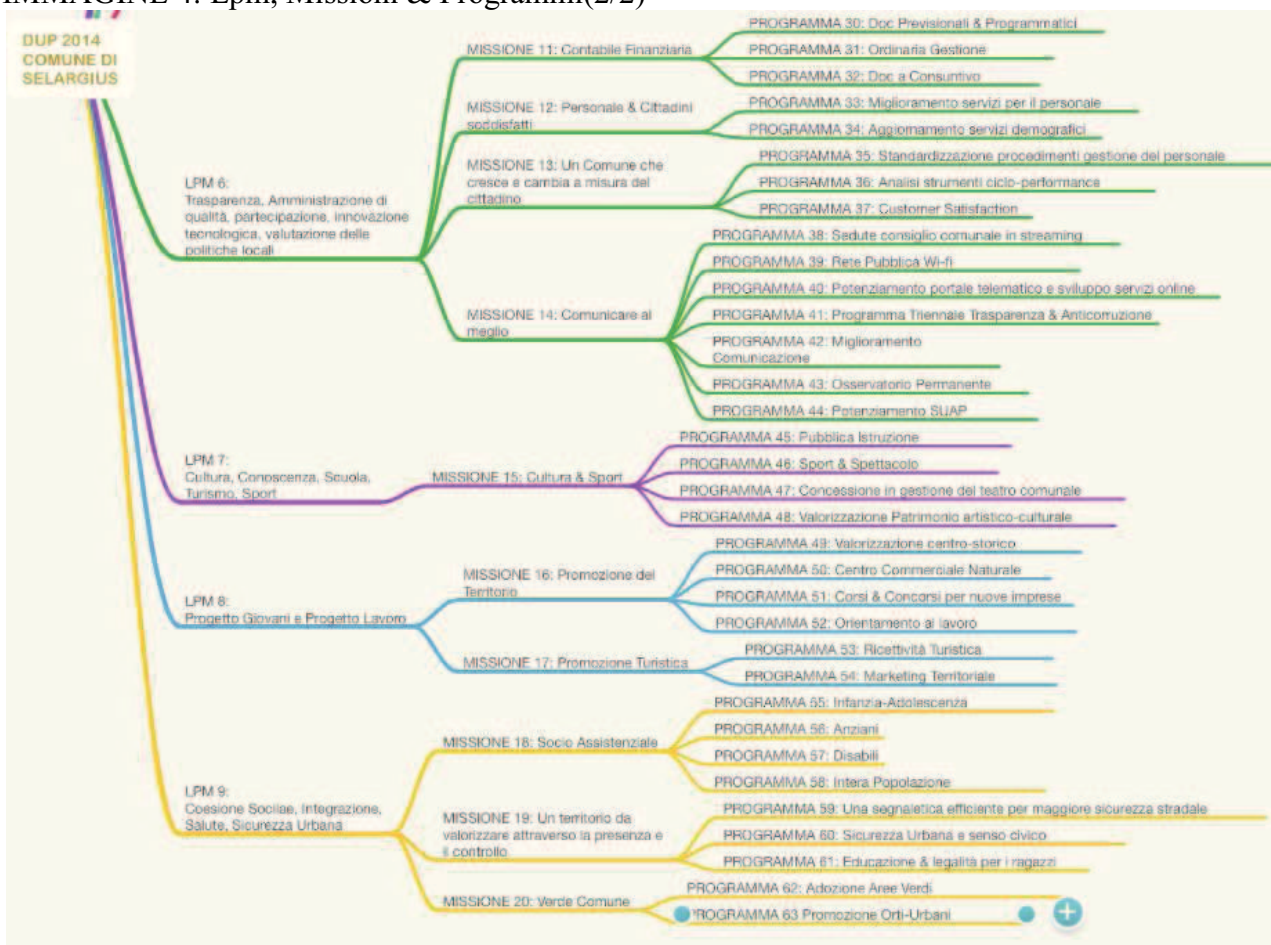 IMMAGINE 4: Lpm, Missioni & Programmi(2/2)
DUP 2014
COMUNE DI
SELARGIUS
LPM 6:
Trasparenza, Amministrazione di
qualità, partecipazione, innovazione
tecnologica, valutazione delle
politiche locali
MISSIONE 11: Contabile Finanziaria
PROGRAMMA 30: Doc Previsionali & Programmatici
PROGRAMMA 31: Ordinaria Gestione
PROGRAMMA 32: Doc a Consuntivo
MISSIONE 12: Personale & Cittadini
soddisfatti
PROGRAMMA 33: Miglioramento servizi per il personale
PROGRAMMA 34: Aggiornamento servizi demografici
MISSIONE 13: Un Comune che
cresce e cambia a misura del
cittadino
PROGRAMMA 35: Standardizzazione procedimenti gestione del personale
PROGRAMMA 36: Analisi strumenti ciclo-performance
PROGRAMMA 37: Customer Satisfaction
MISSIONE 14: Comunicare al
meglio
PROGRAMMA 38: Sedute consiglio comunale in streaming
PROGRAMMA 39: Rete Pubblica Wi-fi
PROGRAMMA 40: Potenziamento portale telematico e sviluppo servizi online
PROGRAMMA 41: Programma Triennale Trasparenza & Anticorruzione
PROGRAMMA 42: Miglioramento
Comunicazione
PROGRAMMA 43: Osservatorio Permanente
PROGRAMMA 44: Potenziamento SUAP
LPM 7:
Cultura, Conoscenza, Scuola,
Turismo, Sport
MISSIONE 15: Cultura & Sport
PROGRAMMA 45: Pubblica Istruzione
PROGRAMMA 46: Sport & Spettacolo
PROGRAMMA 47: Concessione in gestione del teatro comunale
PROGRAMMA 48: Valorizzazione Patrimonio artistico-culturale
LPM 8:
Progetto Giovani e Progetto Lavoro
MISSIONE 16: Promozione del
Territorio
PROGRAMMA 49: Valorizzazione centro-storico
PROGRAMMA 50: Centro Commerciale Naturale
PROGRAMMA 51: Corsi & Concorsi per nuove imprese
PROGRAMMA 52: Orientamento al lavoro
MISSIONE 17: Promozione Turistica
PROGRAMMA 53: Ricettività Turistica
PROGRAMMA 54: Marketing Territoriale
LPM 9:
Coesione Socilae, Integrazione,
Salute, Sicurezza Urbana
MISSIONE 18: Socio Assistenziale
PROGRAMMA 55: Infanzia-Adolescenza
PROGRAMMA 56: Anziani
PROGRAMMA 57: Disabili
PROGRAMMA 58: Intera Popolazione
MISSIONE 19: Un territorio da
valorizzare attraverso la presenza e
il controllo
PROGRAMMA 59: Una segnaletica efficiente per maggiore sicurezza stradale
PROGRAMMA 60: Sicurezza Urbana e senso civico
PROGRAMMA 61: Educazione & legalità per i ragazzi
MISSIONE 20: Verde Comune
PROGRAMMA 62: Adozione Aree Verdi
PROGRAMMA 63 Promozione Orti-Urbani